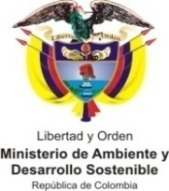 Libertad y Orden
Ministerio de Ambiente y
Desarrollo Sostenible
República de Colombia